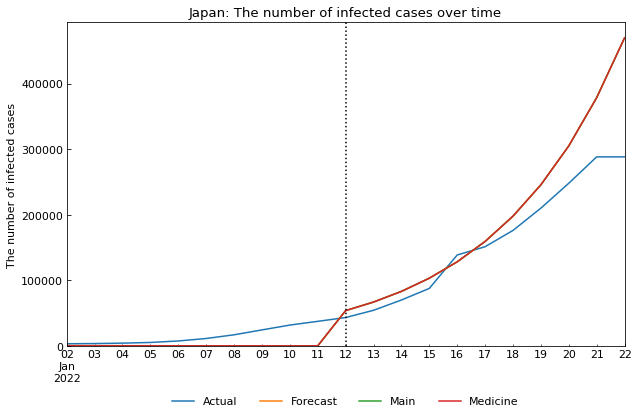 Japan: The number of infected cases over time
The number of infected cases
400000
300000
200000
100000
0
02 03 04 05 06 07 08 09 10 11 12 13 14 15 16 17 18 19 20 21 22
Jan
2022
Actual Forecast Main Medicine